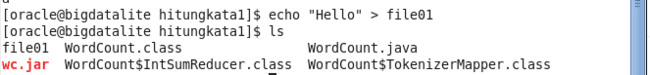 [oracle@bigdatalite hitungkata1]$ echo "Hello" > file01
[oracle@bigdatalite hitungkata1]$ ls
file01  WordCount.class                WordCount.java
wc.jar  WordCount$IntSumReducer.class  WordCount$TokenizerMapper.class